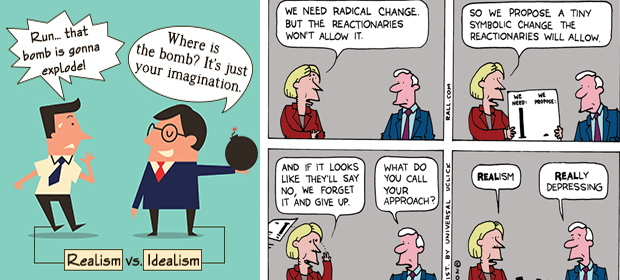 Run... that
bomb is gonna
explode!
Where is
the bomb? It's just
your imagination.
Realism vs. Idealism
WE NEED RADICAL CHANGE.
BUT THE REACTIONARIES
WON'T ALLOW IT.
RALL.COM
SO WE PROPOSE A TINY
SYMBOLIC CHANGE THE
REACTIONARIES WILL ALLOW.
WE NEED:
WE PROPOSE:
AND IF IT LOOKS
LIKE THEY'LL SAY
NO, WE FORGET
IT AND GIVE UP.
WHAT DO
YOU CALL
YOUR
APPROACH?
IST. BY UNIVERSAL UCLICK
REALISM
REALLY
DEPRESSING